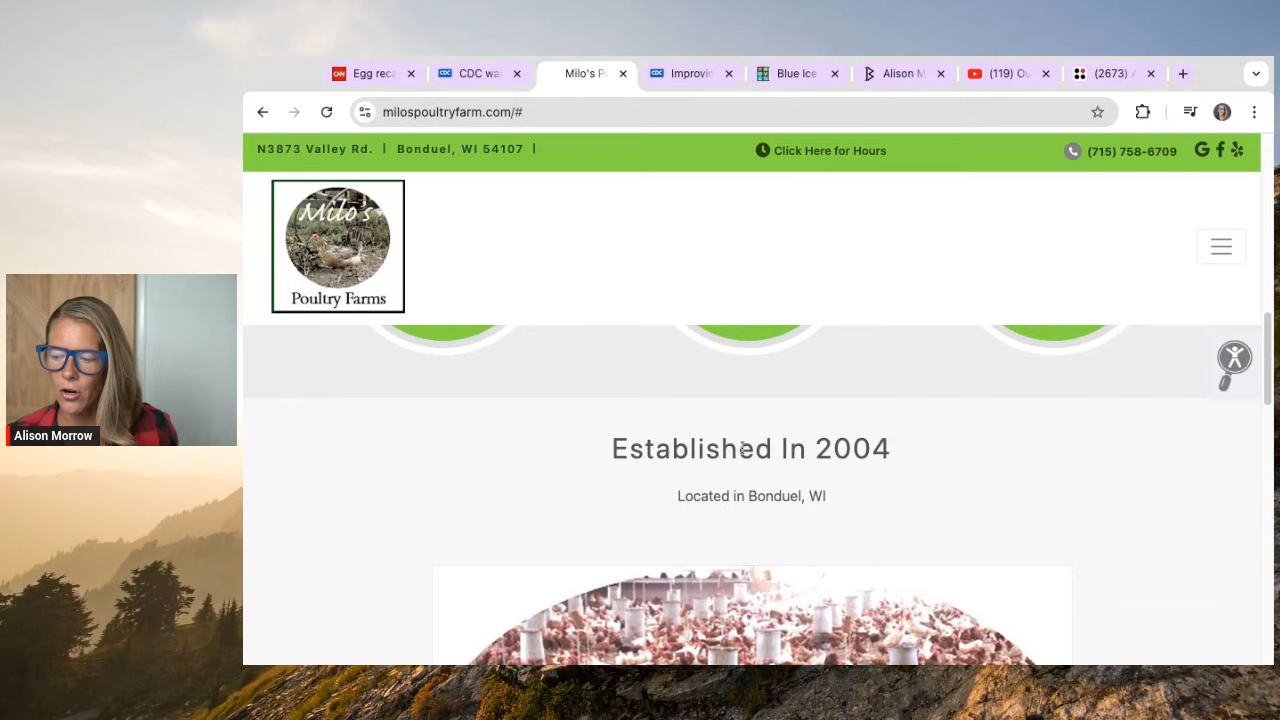 Egg reca
CDC wa
Milo's P
Improvin
Blue Ice
Alison M
(119) Ou
(2673) A
milospoultryfarm.com/#
N3873 Valley Rd. | Bonduel, WI 54107 |
Click Here for Hours
(715) 758-6709
Milo's
Poultry Farms
Established In 2004
Located in Bonduel, WI
Alison Morrow